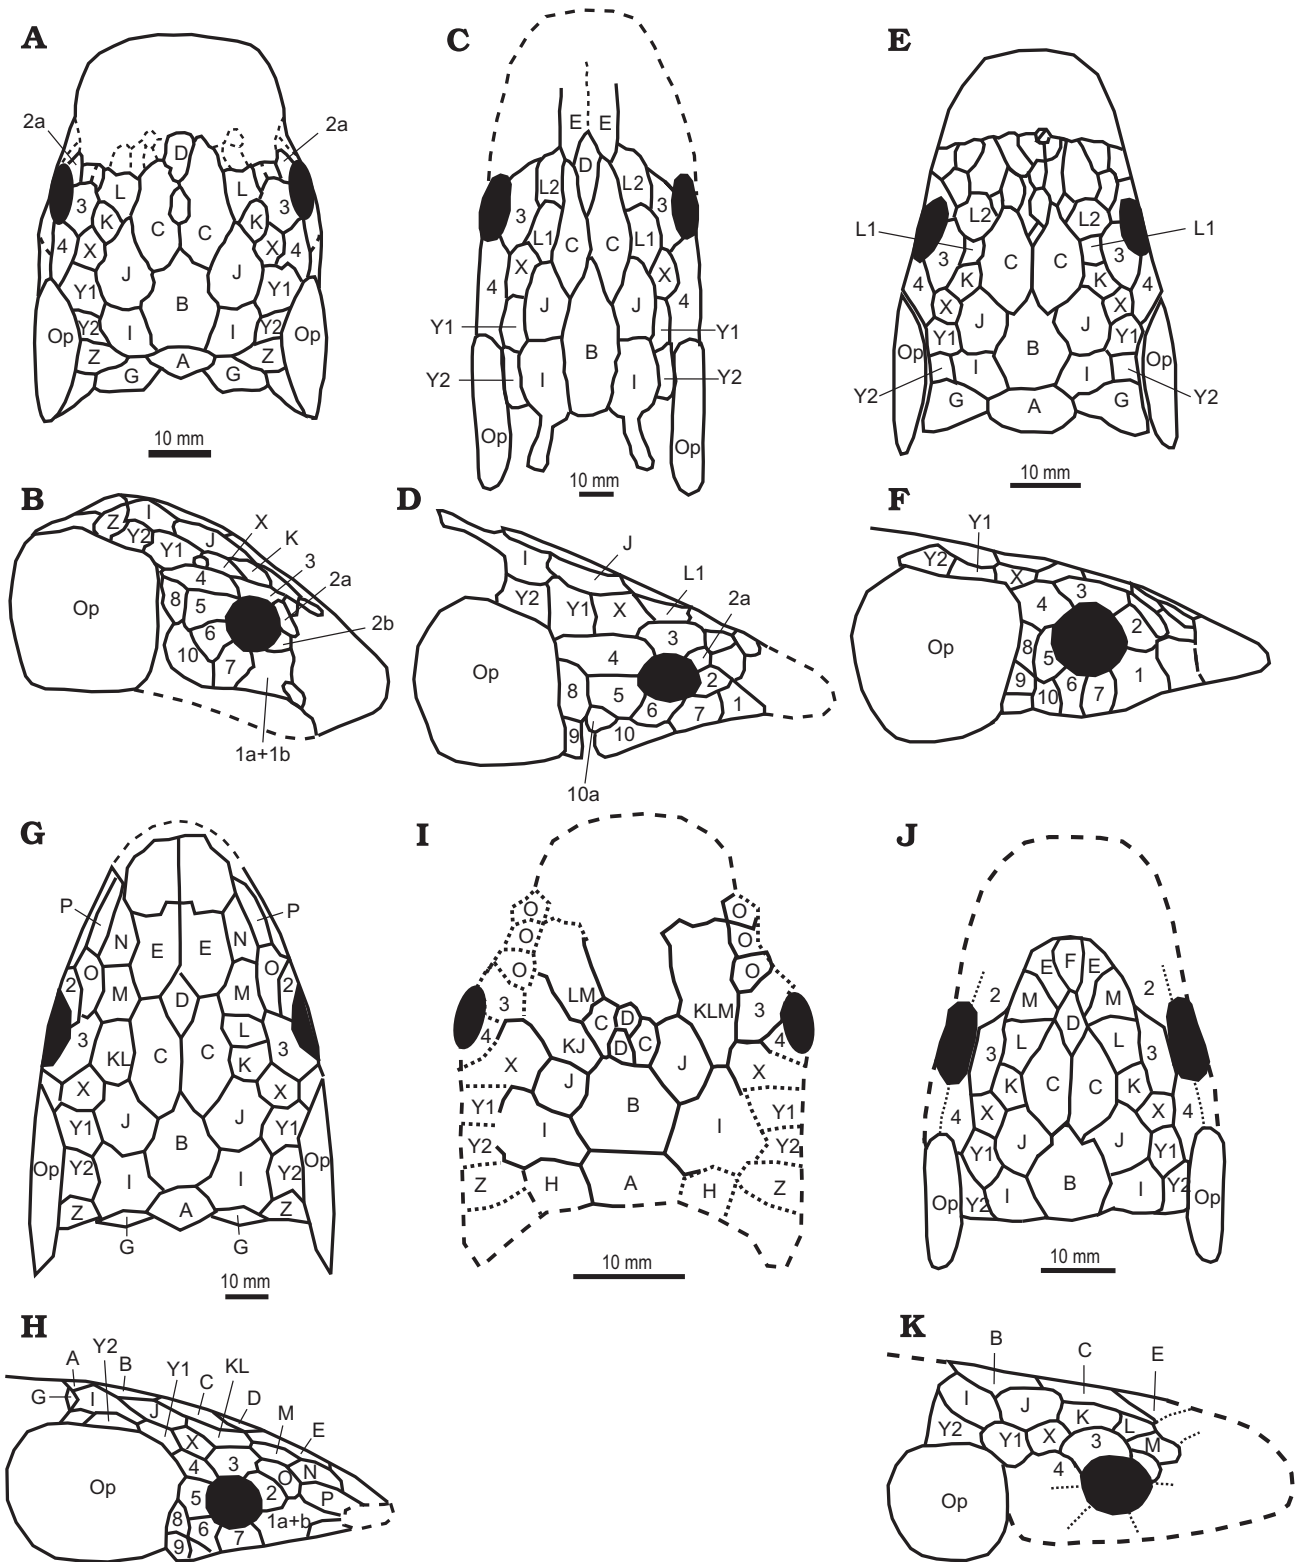 A
2a
2a
D
L
L
3
3
K
K
C
C
4
4
X
X
J
J
Y1
Y1
B
Op
Op
Y2
Y2
I
I
Z
Z
A
G
G
10 mm
C
E
E
D
L2
L2
3
3
L1
L1
C
C
X
X
4
4
J
J
Y1
Y1
B
Y2
Y2
I
I
Op
Op
10 mm
E
L2
L2
L1
L1
3
3
C
C
K
K
4
4
X
X
J
J
Y1
Y1
B
Op
Op
I
I
Y2
Y2
G
G
A
10 mm
B
Z
I
Y2
Y1
J
X
K
3
2a
2b
4
8
5
6
10
7
Op
1a+1b
D
I
J
L1
2a
Y2
Y1
X
3
4
Op
8
5
2
6
7
1
9
10
10a
F
Y1
Y2
X
3
4
2
Op
8
5
1
9
10
6
7
G
P
P
N
N
E
E
O
O
2
2
M
M
D
L
3
3
KL
C
C
K
X
X
J
J
Y1
Y1
B
Op
Op
Y2
Y2
I
I
Z
Z
A
G
G
10 mm
I
O
O
O
O
O
O
3
LM
KLM
3
C
D
4
4
KJ
D
C
X
J
J
X
B
Y1
Y1
I
I
Y2
Y2
Z
H
A
H
Z
10 mm
J
E
F
E
2
2
M
M
D
3
L
L
3
K
C
C
K
4
X
X
4
J
J
Y1
Y1
B
I
I
Y2
Y2
Op
Op
10 mm
H
A
Y2
B
Y1
C
KL
D
M
E
G
I
J
X
4
3
O
N
P
2
Op
5
8
6
7
1a+b
9
K
B
C
E
I
J
K
L
M
Y2
Y1
X
3
4
Op